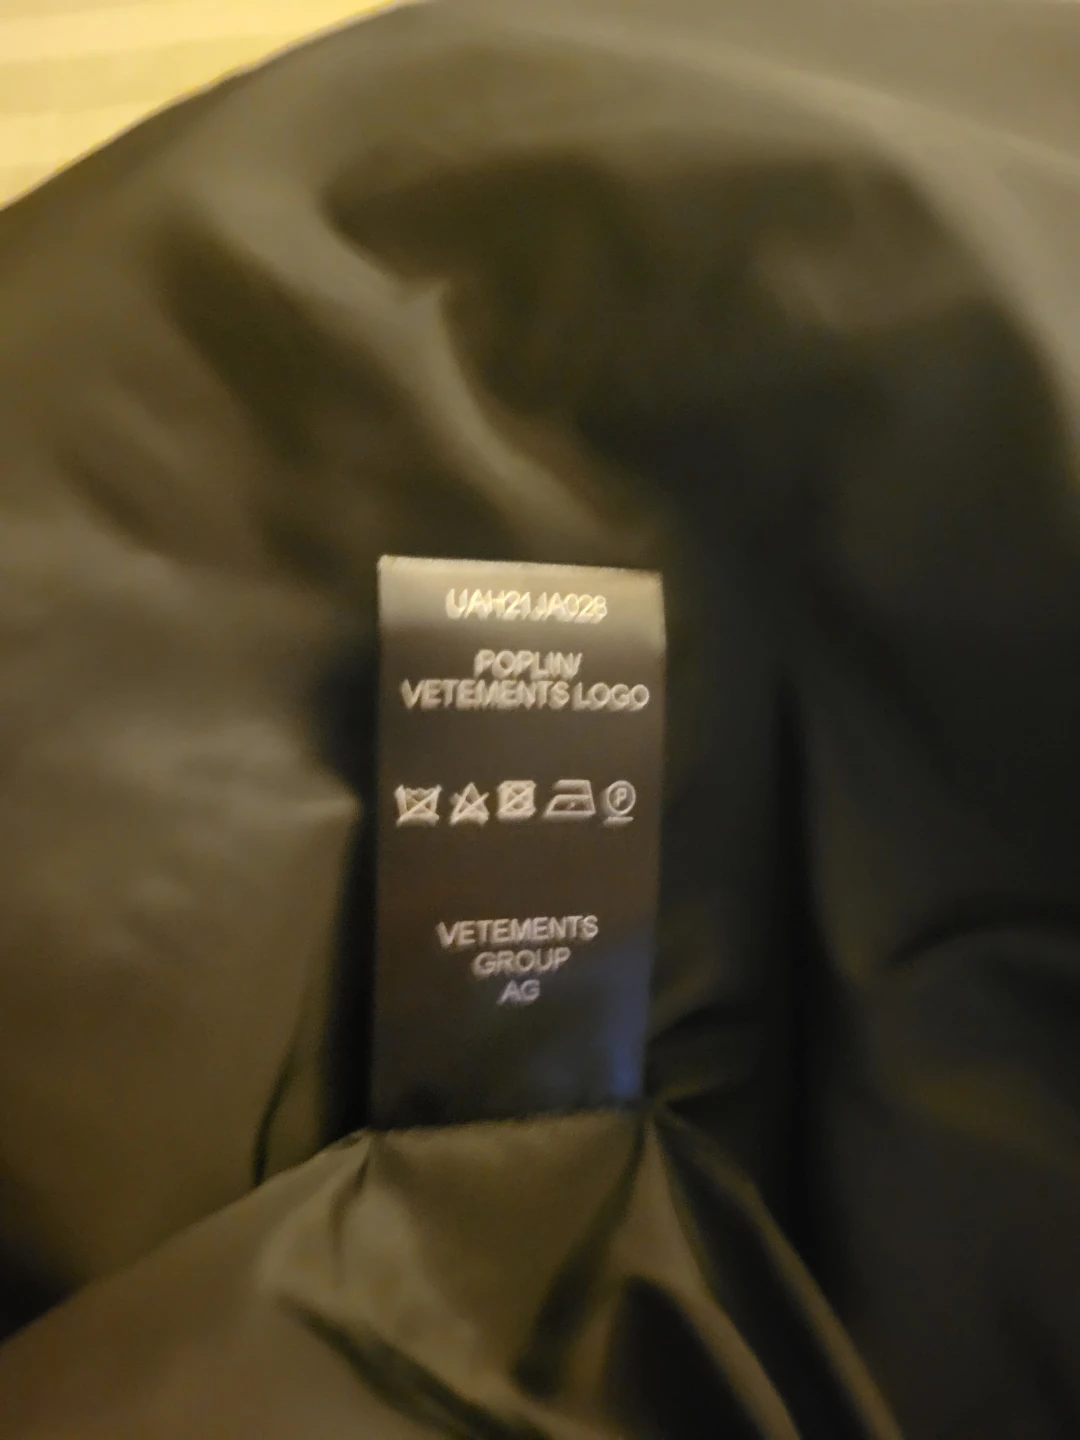 UAH21JA028
POPLIN/
VETEMENTS LOGO
P
VETEMENTS
GROUP
AG